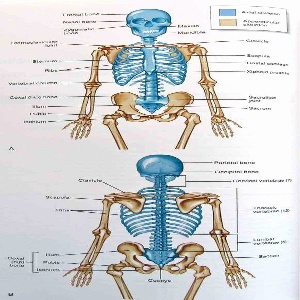 Frontal bone
Nasal bone
Zygomatic bone
Maxilla
Mandible
Axial skeleton
Appendicular skeleton
Clavicle
Sternum
Ribs
Scapula
Costal cartilage
Xiphoid process
Vertebral column
Coxal (hip) bone
Ilium
Pubis
Ischium
Sacroiliac joint
Sacrum
A
Parietal bone
Occipital bone
Cervical vertebrae (7)
Clavicle
Scapula
Ribs
Thoracic vertebrae (12)
Lumbar vertebrae (5)
Sacrum
Coxal (hip) bone
Ilium
Pubis
Ischium
Coccyx
B